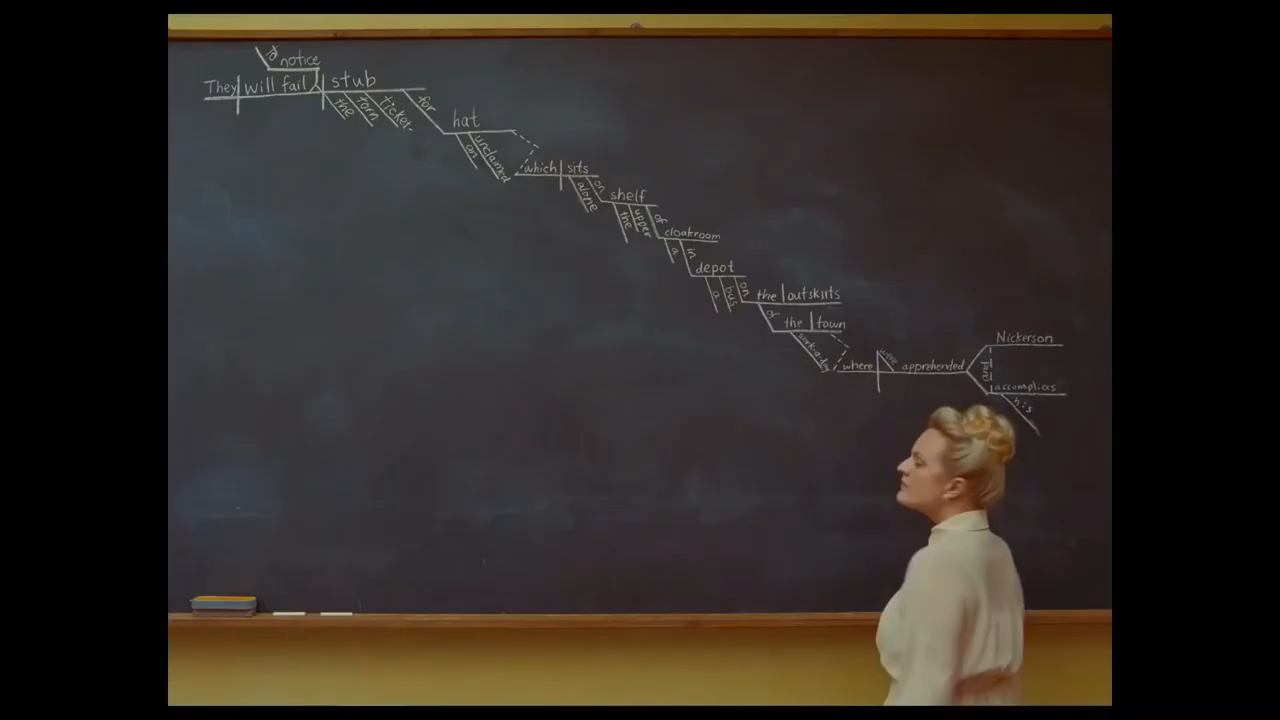 to notice
They will fail stub
the torn ticket- for
hat
an unclaimed
which sits
alone on
shelf
the upper of
cloakroom
a in
depot
a bus on
the outskirts
of the town
where were apprehended
Nickerson
and
accomplices
his